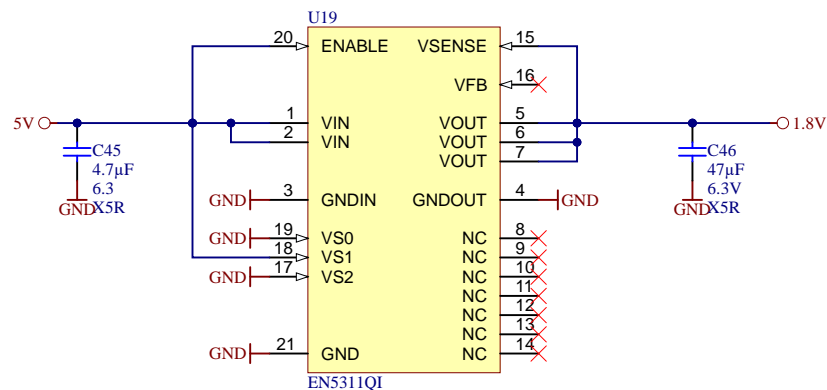 U19
20 ENABLE VSENSE 15
VFB 16
5V 1 VIN VOUT 5 1.8V
2 VIN VOUT 6
VOUT 7
C45
4.7µF
6.3
X5R
GND
C46
47µF
6.3V
X5R
GND
GND 3 GNDIN GNDOUT 4 GND
GND 19 VS0 NC 8
18 VS1 NC 9
GND 17 VS2 NC 10
NC 11
NC 12
NC 13
GND 21 GND NC 14
EN5311QI